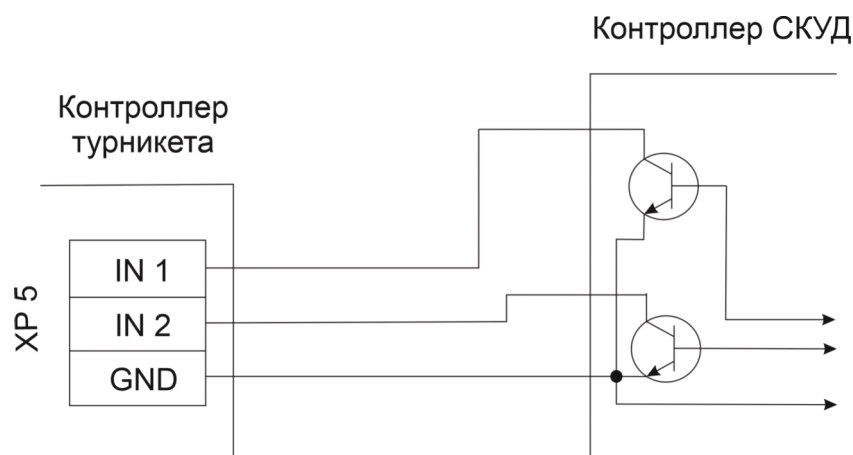 Контроллер СКУД
Контроллер
турникета
XP 5
IN 1
IN 2
GND